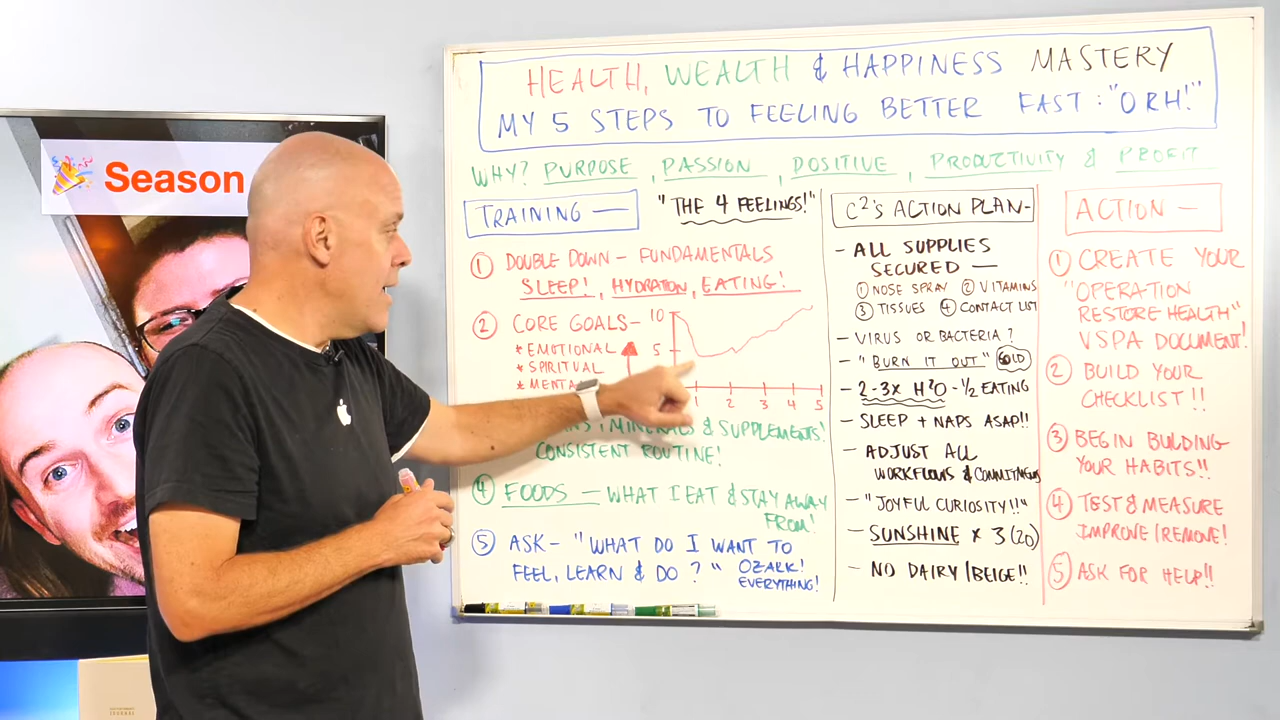 🎉 Season
HEALTH, WEALTH & HAPPINESS MASTERY
MY 5 STEPS TO FEELING BETTER FAST: "ORH!"
WHY? PURPOSE, PASSION, POSITIVE, PRODUCTIVITY & PROFIT
TRAINING —
"THE 4 FEELINGS!"
① DOUBLE DOWN – FUNDAMENTALS
SLEEP!, HYDRATION, EATING!
② CORE GOALS –
* EMOTIONAL
* SPIRITUAL
* MENTA
10
5
1 2 3 4 5
MINERALS & SUPPLEMENTS!
CONSISTENT ROUTINE!
④ FOODS — WHAT I EAT & STAY AWAY
FROM!
⑤ ASK – "WHAT DO I WANT TO
FEEL, LEARN & DO?" OZARK!
EVERYTHING!
C²'S ACTION PLAN –
– ALL SUPPLIES
SECURED —
① NOSE SPRAY ② VITAMINS
③ TISSUES ④ CONTACT LIST
– VIRUS OR BACTERIA?
– "BURN IT OUT" COLD
– 2-3X H²O - ½ EATING
– SLEEP + NAPS ASAP!!
– ADJUST ALL
WORKFLOWS & COMMITMENTS
– "JOYFUL CURIOSITY!!"
– SUNSHINE x 3 (20)
– NO DAIRY/BEIGE!!
ACTION –
① CREATE YOUR
"OPERATION
RESTORE HEALTH"
VSPA DOCUMENT!
② BUILD YOUR
CHECKLIST!!
③ BEGIN BUILDING
YOUR HABITS!!
④ TEST & MEASURE
IMPROVE/REMOVE!
⑤ ASK FOR HELP!!
JOURNAL